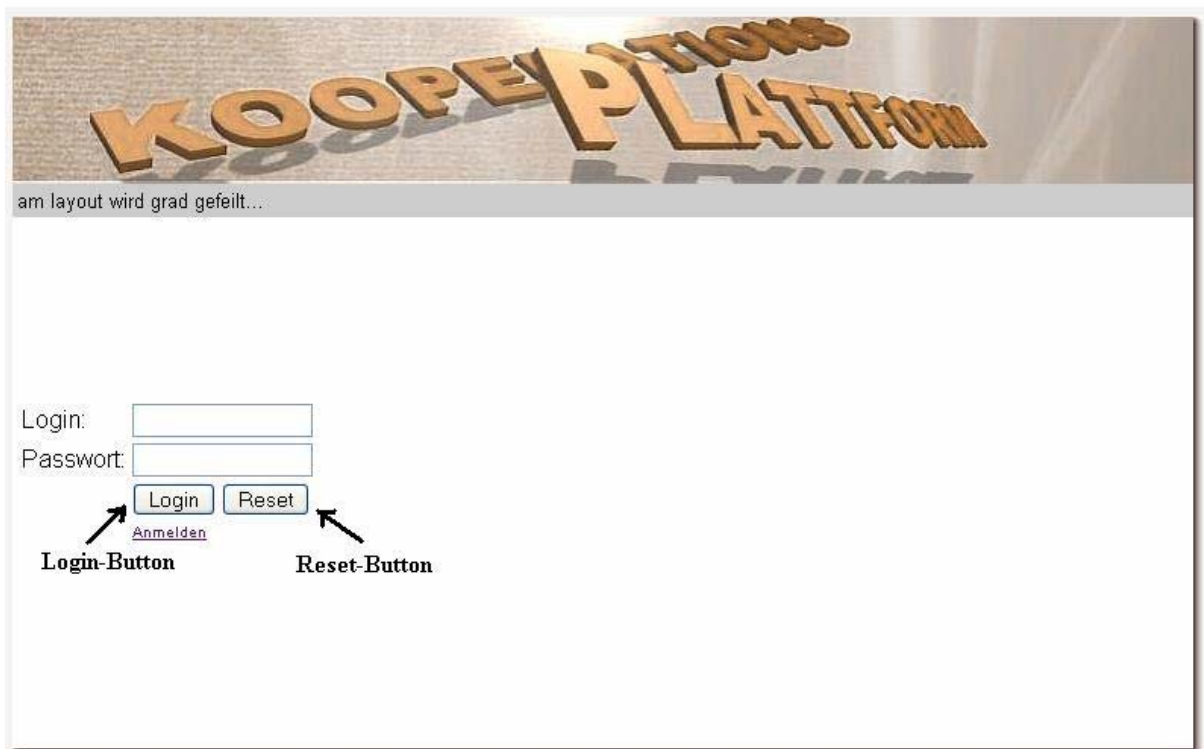 KOOPERATIONS
PLATTFORM
am layout wird grad gefeilt...
Login:
Passwort:
Login Reset
Anmelden
Login-Button Reset-Button